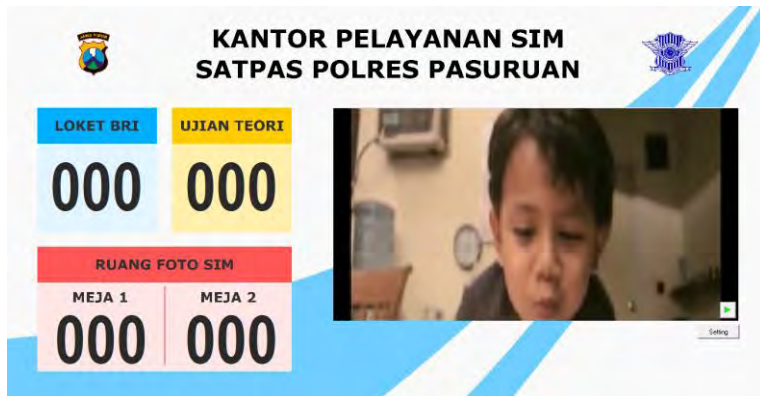 KANTOR PELAYANAN SIM
SATPAS POLRES PASURUAN
LOKET BRI
UJIAN TEORI
000
000
RUANG FOTO SIM
MEJA 1
MEJA 2
000
000
Setting